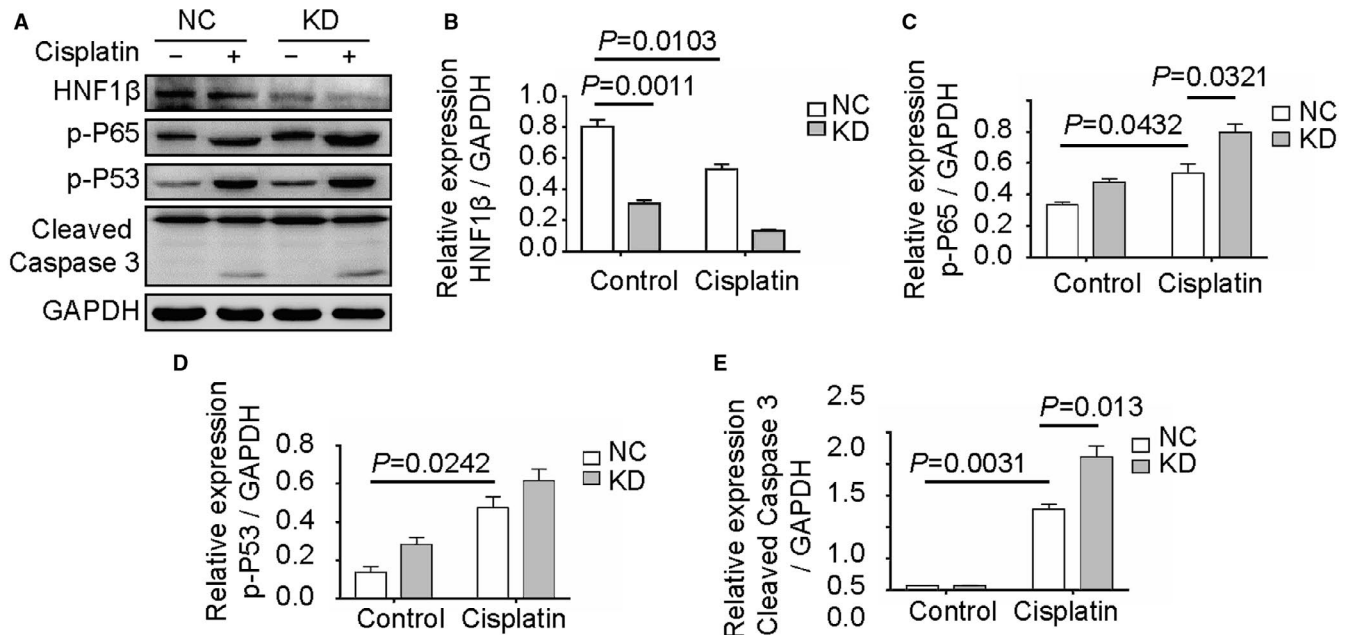 A
NC KD
Cisplatin − + − +
HNF1β
p-P65
p-P53
Cleaved
Caspase 3
GAPDH
B
P=0.0103
P=0.0011
NC
KD
Relative expression
HNF1β / GAPDH
1.0
0.8
0.6
0.4
0.2
0.0
Control Cisplatin
C
P=0.0321
P=0.0432
NC
KD
Relative expression
p-P65 / GAPDH
0.8
0.6
0.4
0.2
0.0
Control Cisplatin
D
P=0.0242
NC
KD
Relative expression
p-P53 / GAPDH
0.8
0.6
0.4
0.2
0.0
Control Cisplatin
E
P=0.013
P=0.0031
NC
KD
Relative expression
Cleaved Caspase 3
/ GAPDH
2.5
2.0
1.5
1.0
0.5
0.0
Control Cisplatin